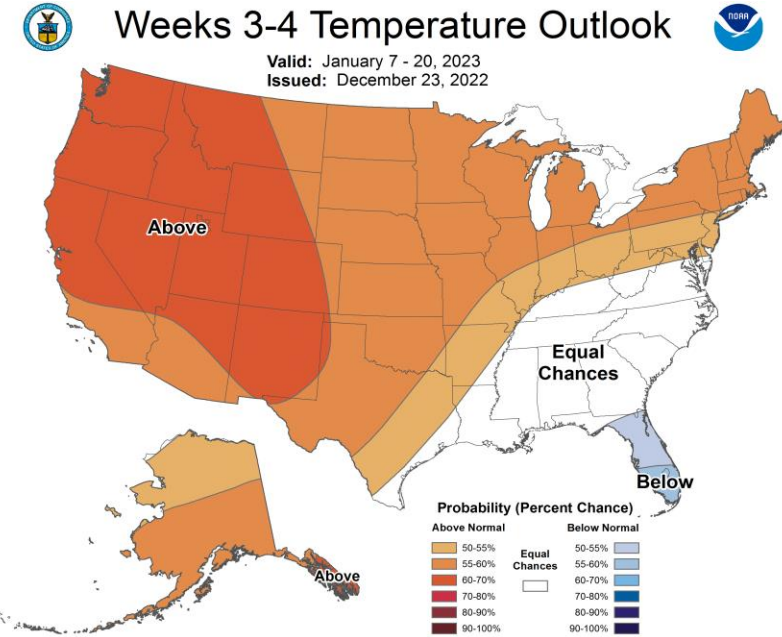 Weeks 3-4 Temperature Outlook
NOAA
Valid: January 7 - 20, 2023
Issued: December 23, 2022
Above
Equal
Chances
Below
Above
Probability (Percent Chance)
Above Normal
50-55%
55-60%
60-70%
70-80%
80-90%
90-100%
Equal
Chances
Below Normal
50-55%
55-60%
60-70%
70-80%
80-90%
90-100%